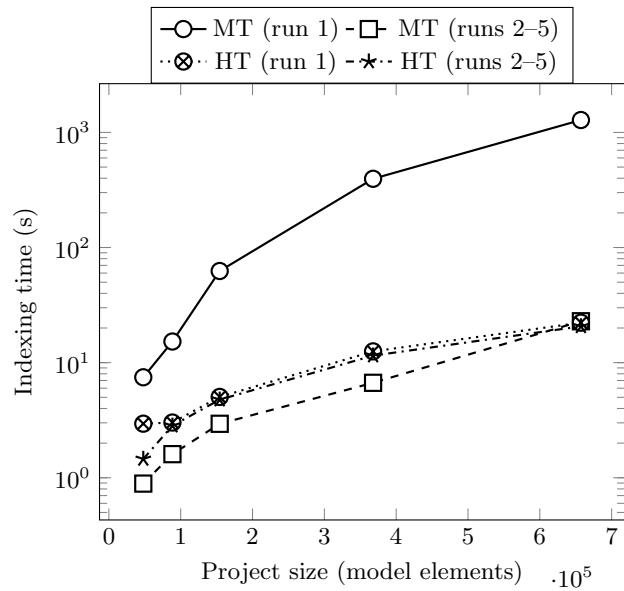 MT (run 1) MT (runs 2–5)
HT (run 1) HT (runs 2–5)
10^3
10^2
10^1
10^0
Indexing time (s)
0 1 2 3 4 5 6 7
Project size (model elements) ·10^5